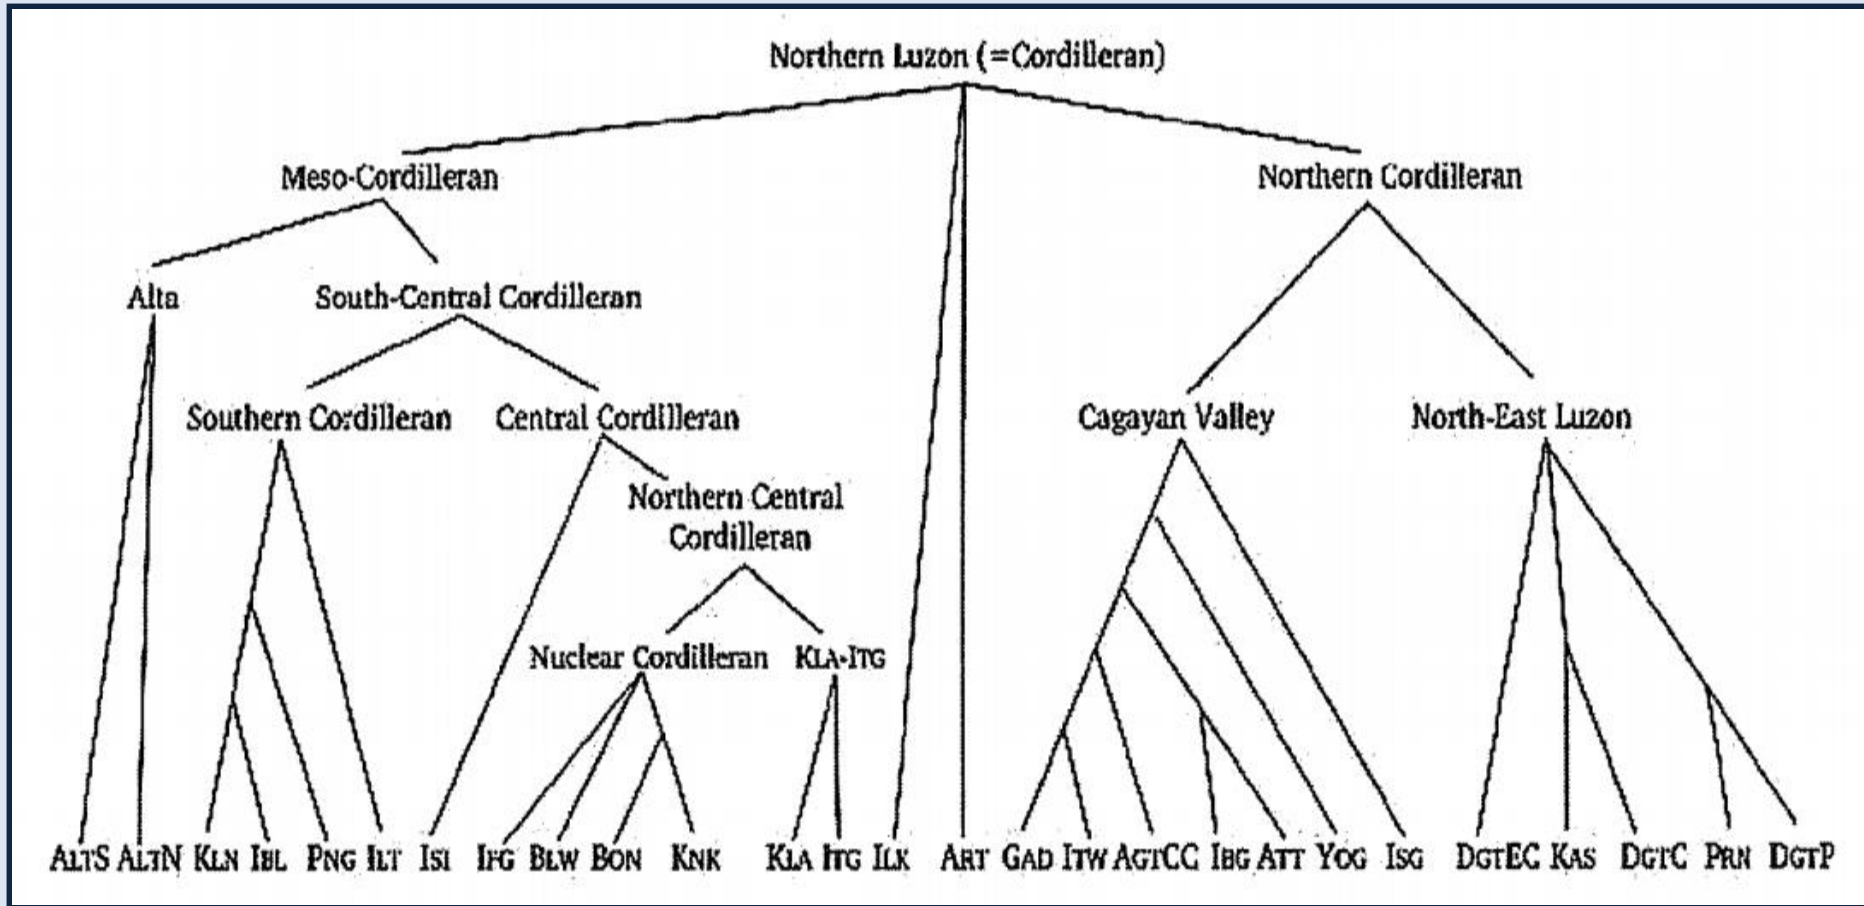 Northern Luzon (=Cordilleran)
Meso-Cordilleran
Northern Cordilleran
Alta
South-Central Cordilleran
Southern Cordilleran
Central Cordilleran
Cagayan Valley
North-East Luzon
Northern Central
Cordilleran
Nuclear Cordilleran
KLA-ITG
ALTS ALTN KLN IBL PNG ILT ISI IFG BLW BON KNK KLA ITG ILK ART GAD ITW AGTCC IBG ATT YOG ISG DGTEC KAS DGTC PRN DGTP